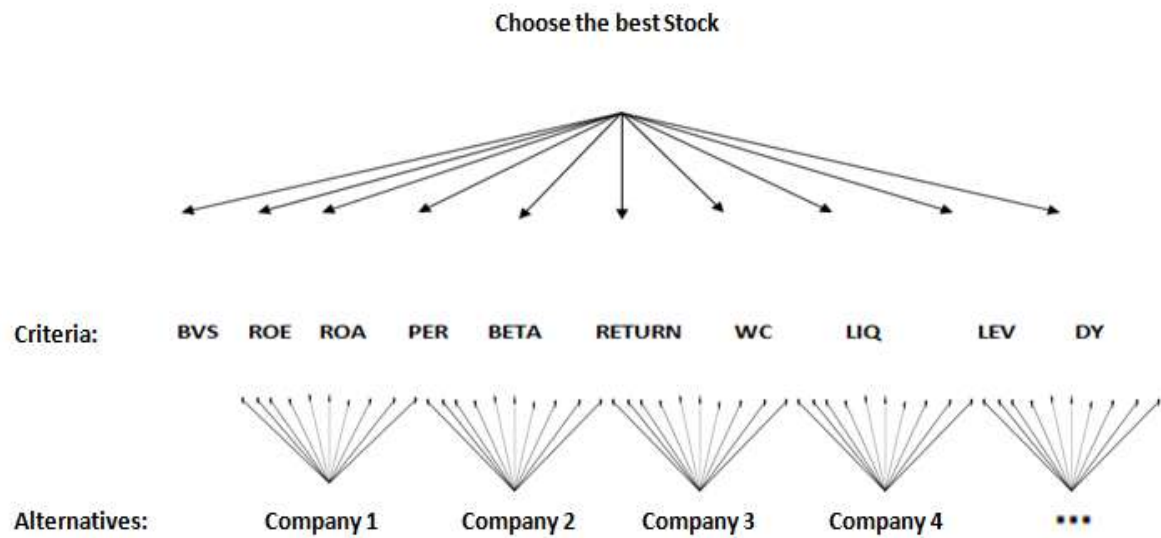 Choose the best Stock
Criteria: BVS ROE ROA PER BETA RETURN WC LIQ LEV DY
Alternatives: Company 1 Company 2 Company 3 Company 4 ...